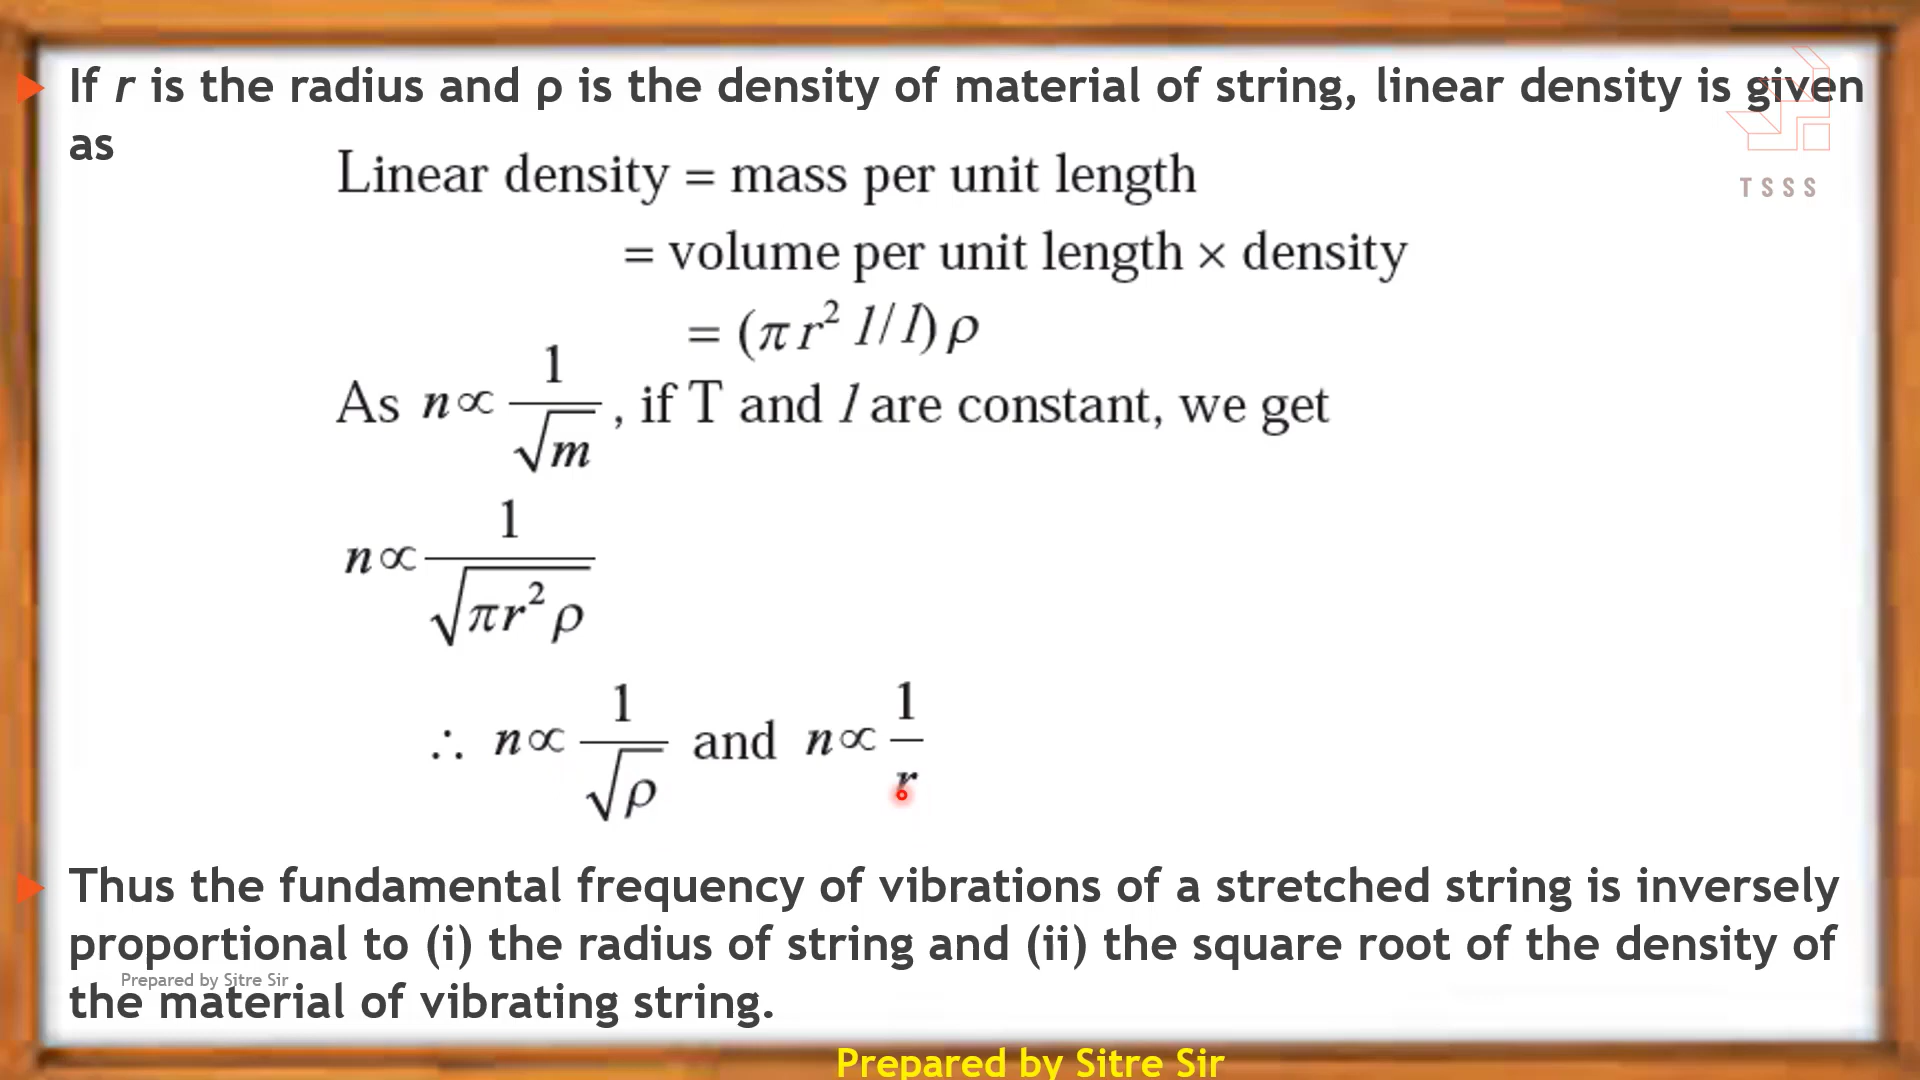 If r is the radius and ρ is the density of material of string, linear density is given
as
Linear density = mass per unit length
= volume per unit length × density
= (π r² l/l) ρ
As n ∝ 1/√m , if T and l are constant, we get
n ∝ 1/√(πr²ρ)
∴ n ∝ 1/√ρ and n ∝ 1/r
Thus the fundamental frequency of vibrations of a stretched string is inversely
proportional to (i) the radius of string and (ii) the square root of the density of
the material of vibrating string.
Prepared by Sitre Sir
Prepared by Sitre Sir
TSSS